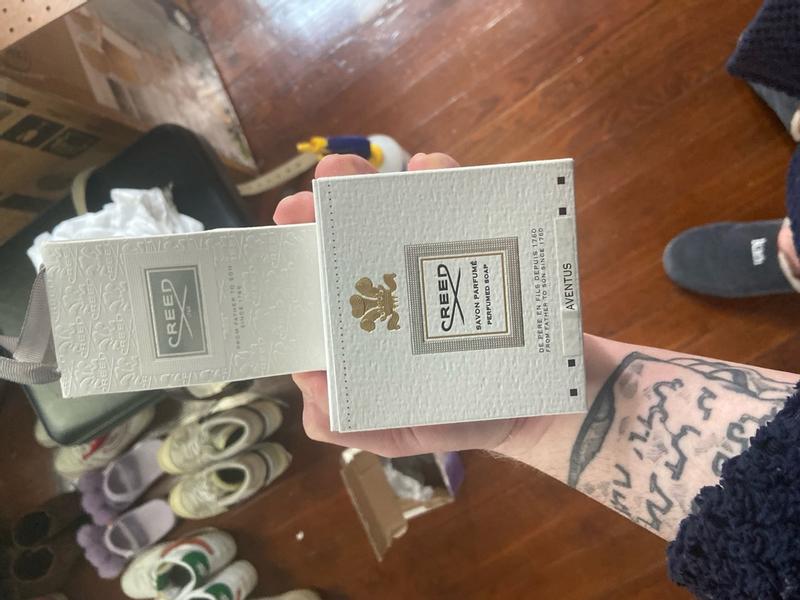 CREED
FROM FATHER TO SON
SINCE 1760
CREED
SAVON PARFUMÉ
PERFUMED SOAP
DE PÈRE EN FILS DEPUIS 1760
FROM FATHER TO SON SINCE 1760
AVENTUS